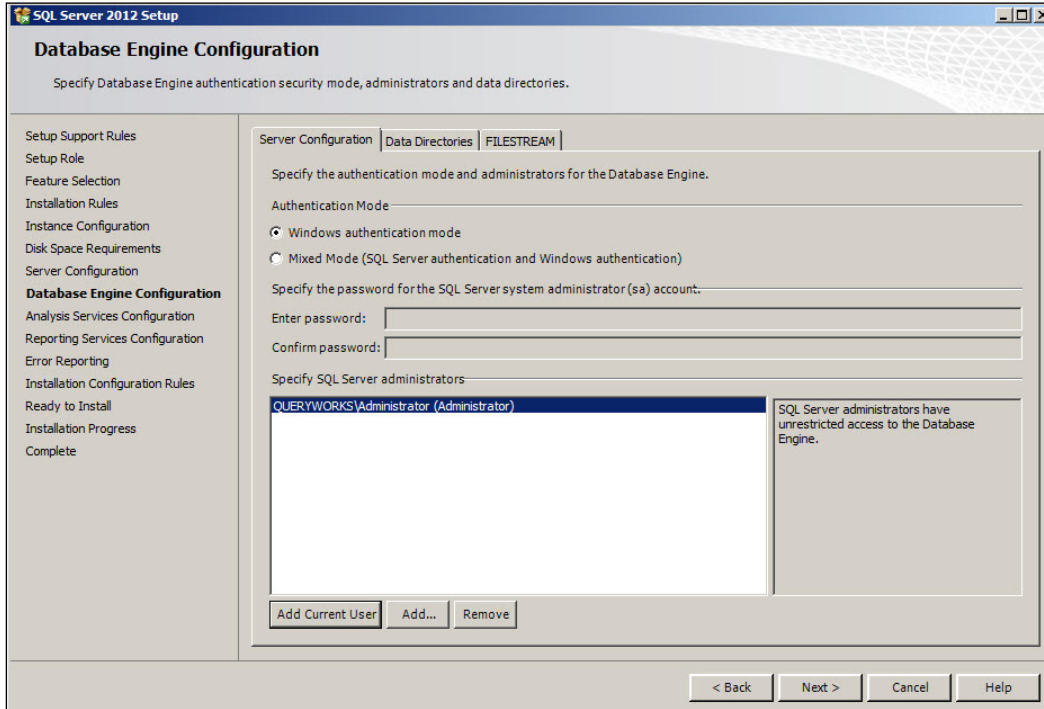 SQL Server 2012 Setup
Database Engine Configuration
Specify Database Engine authentication security mode, administrators and data directories.
Setup Support Rules
Setup Role
Feature Selection
Installation Rules
Instance Configuration
Disk Space Requirements
Server Configuration
Database Engine Configuration
Analysis Services Configuration
Reporting Services Configuration
Error Reporting
Installation Configuration Rules
Ready to Install
Installation Progress
Complete
Server Configuration Data Directories FILESTREAM
Specify the authentication mode and administrators for the Database Engine.
Authentication Mode
Windows authentication mode
Mixed Mode (SQL Server authentication and Windows authentication)
Specify the password for the SQL Server system administrator (sa) account.
Enter password:
Confirm password:
Specify SQL Server administrators
QUERYWORKS\Administrator (Administrator)
SQL Server administrators have
unrestricted access to the Database
Engine.
Add Current User Add... Remove
< Back Next > Cancel Help